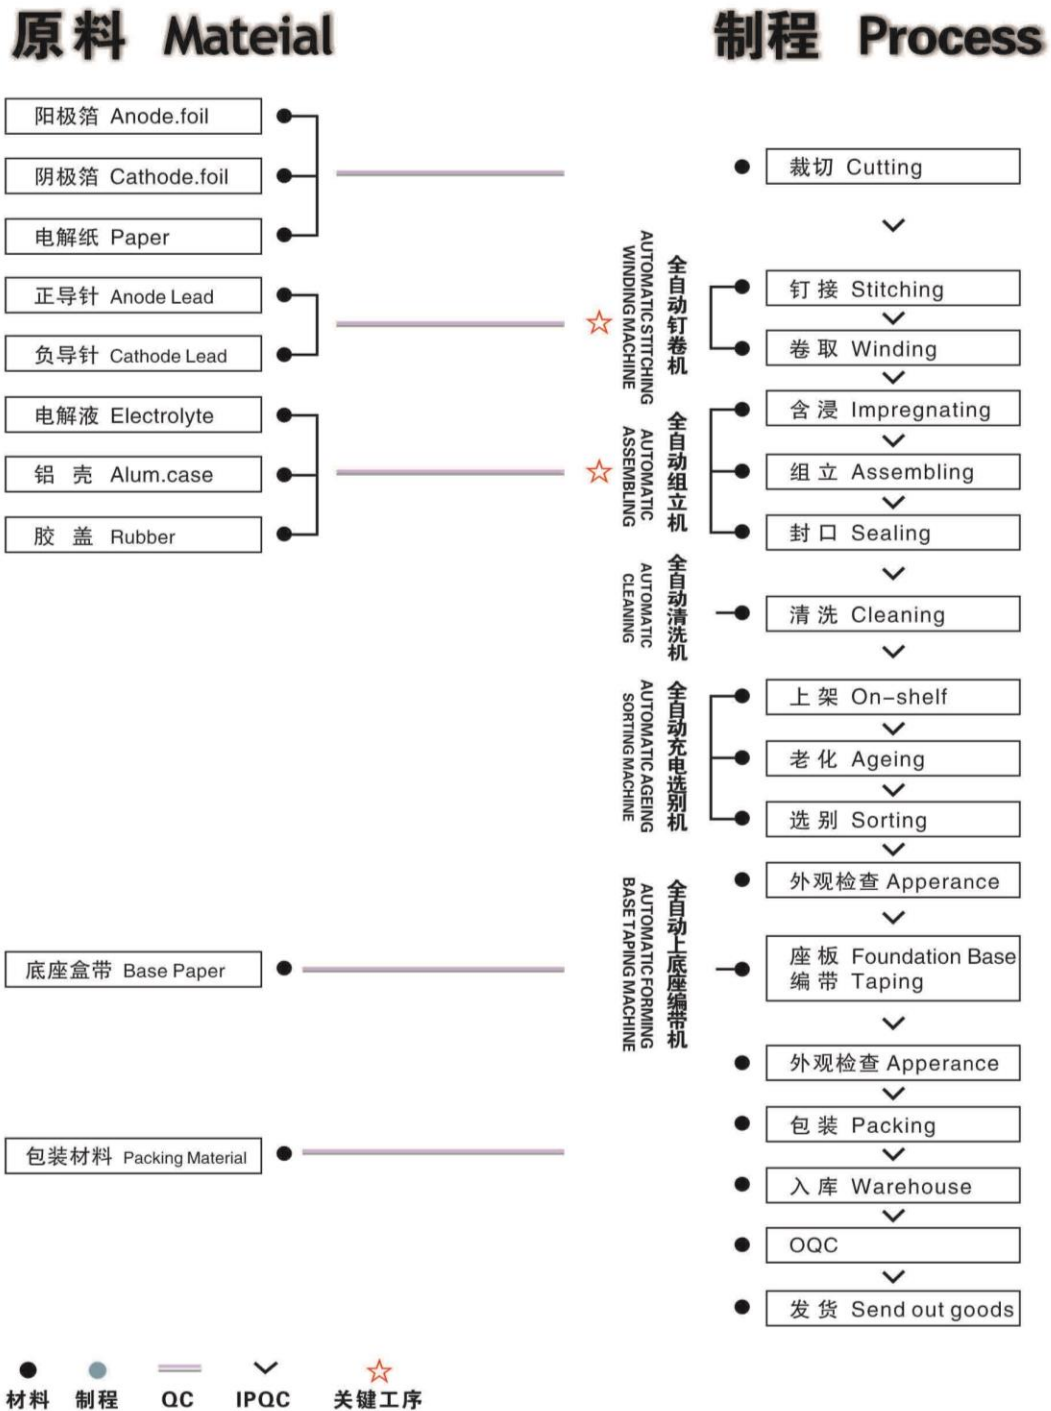 原料 Mateial
制程 Process
阳极箔 Anode.foil
阴极箔 Cathode.foil
电解纸 Paper
正导针 Anode Lead
负导针 Cathode Lead
电解液 Electrolyte
铝 壳 Alum.case
胶 盖 Rubber
底座盒带 Base Paper
包装材料 Packing Material
全自动钉卷机
AUTOMATIC STITCHING
WINDING MACHINE
全自动组立机
AUTOMATIC
ASSEMBLING
全自动清洗机
AUTOMATIC
CLEANING
全自动充电选别机
AUTOMATIC AGEING
SORTING MACHINE
全自动上底座编带机
AUTOMATIC FORMING
BASE TAPING MACHINE
裁切 Cutting
钉接 Stitching
卷取 Winding
含浸 Impregnating
组立 Assembling
封口 Sealing
清洗 Cleaning
上架 On-shelf
老化 Ageing
选别 Sorting
外观检查 Apperance
座板 Foundation Base
编带 Taping
外观检查 Apperance
包装 Packing
入库 Warehouse
OQC
发货 Send out goods
材料 制程 QC IPQC 关键工序